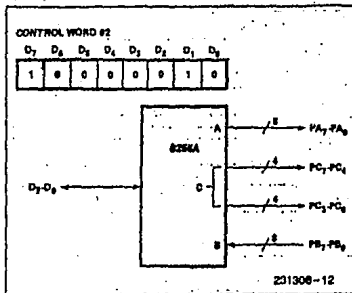 CONTROL WORD #2
D7 D6 D5 D4 D3 D2 D1 D0
1 0 0 0 0 0 1 0
A 8 PA7-PA0
8255A
4 PC7-PC4
D7-D0 C
4 PC3-PC0
B 8 PB7-PB0
231308-12